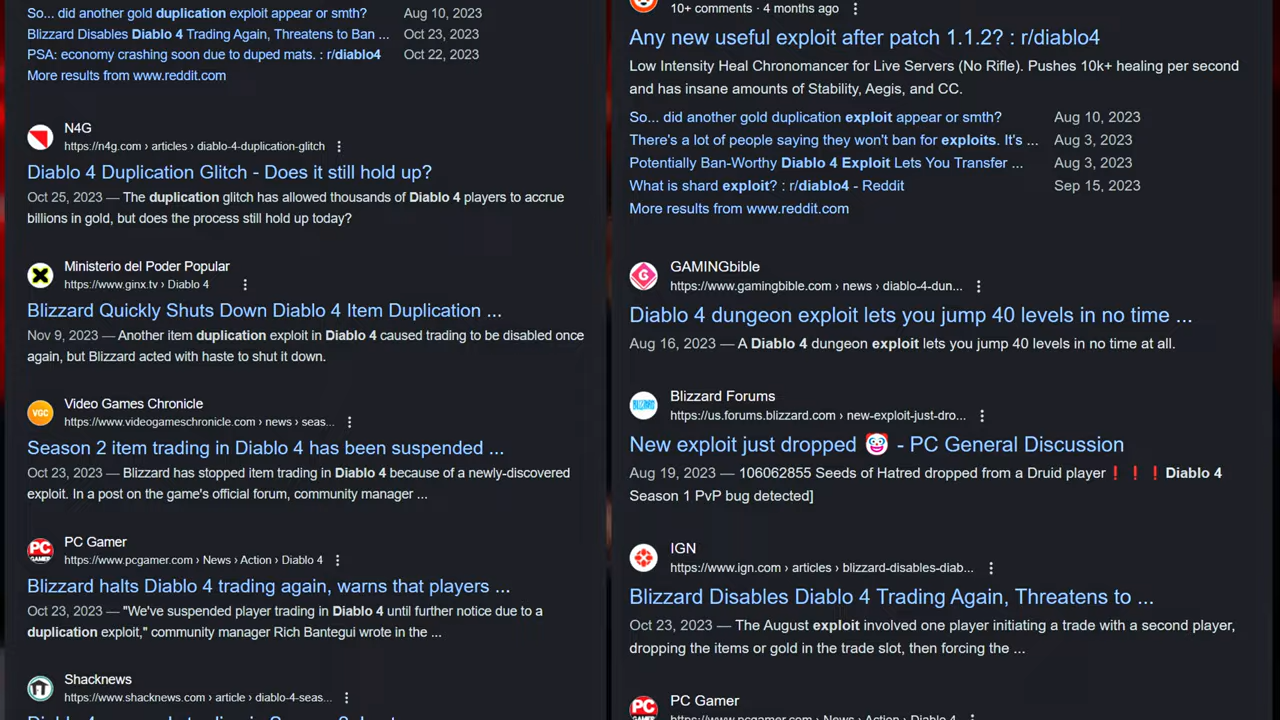 So... did another gold duplication exploit appear or smth? Aug 10, 2023
Blizzard Disables Diablo 4 Trading Again, Threatens to Ban ... Oct 23, 2023
PSA: economy crashing soon due to duped mats. : r/diablo4 Oct 22, 2023
More results from www.reddit.com
N4G
https://n4g.com › articles › diablo-4-duplication-glitch
Diablo 4 Duplication Glitch - Does it still hold up?
Oct 25, 2023 — The duplication glitch has allowed thousands of Diablo 4 players to accrue
billions in gold, but does the process still hold up today?
Ministerio del Poder Popular
https://www.ginx.tv › Diablo 4
Blizzard Quickly Shuts Down Diablo 4 Item Duplication ...
Nov 9, 2023 — Another item duplication exploit in Diablo 4 caused trading to be disabled once
again, but Blizzard acted with haste to shut it down.
VGC
Video Games Chronicle
https://www.videogameschronicle.com › news › seas...
Season 2 item trading in Diablo 4 has been suspended ...
Oct 23, 2023 — Blizzard has stopped item trading in Diablo 4 because of a newly-discovered
exploit. In a post on the game's official forum, community manager ...
PC GAMER
PC Gamer
https://www.pcgamer.com › News › Action › Diablo 4
Blizzard halts Diablo 4 trading again, warns that players ...
Oct 23, 2023 — "We've suspended player trading in Diablo 4 until further notice due to a
duplication exploit," community manager Rich Bantegui wrote in the ...
Shacknews
https://www.shacknews.com › article › diablo-4-seas...
10+ comments · 4 months ago
Any new useful exploit after patch 1.1.2? : r/diablo4
Low Intensity Heal Chronomancer for Live Servers (No Rifle). Pushes 10k+ healing per second
and has insane amounts of Stability, Aegis, and CC.
So... did another gold duplication exploit appear or smth? Aug 10, 2023
There's a lot of people saying they won't ban for exploits. It's ... Aug 3, 2023
Potentially Ban-Worthy Diablo 4 Exploit Lets You Transfer ... Aug 3, 2023
What is shard exploit? : r/diablo4 - Reddit Sep 15, 2023
More results from www.reddit.com
GAMINGbible
https://www.gamingbible.com › news › diablo-4-dun...
Diablo 4 dungeon exploit lets you jump 40 levels in no time ...
Aug 16, 2023 — A Diablo 4 dungeon exploit lets you jump 40 levels in no time at all.
BLIZZARD
Blizzard Forums
https://us.forums.blizzard.com › new-exploit-just-dro...
New exploit just dropped 🤡 - PC General Discussion
Aug 19, 2023 — 106062855 Seeds of Hatred dropped from a Druid player❗❗❗Diablo 4
Season 1 PvP bug detected]
IGN
https://www.ign.com › articles › blizzard-disables-diab...
Blizzard Disables Diablo 4 Trading Again, Threatens to ...
Oct 23, 2023 — The August exploit involved one player initiating a trade with a second player,
dropping the items or gold in the trade slot, then forcing the ...
PC
PC Gamer